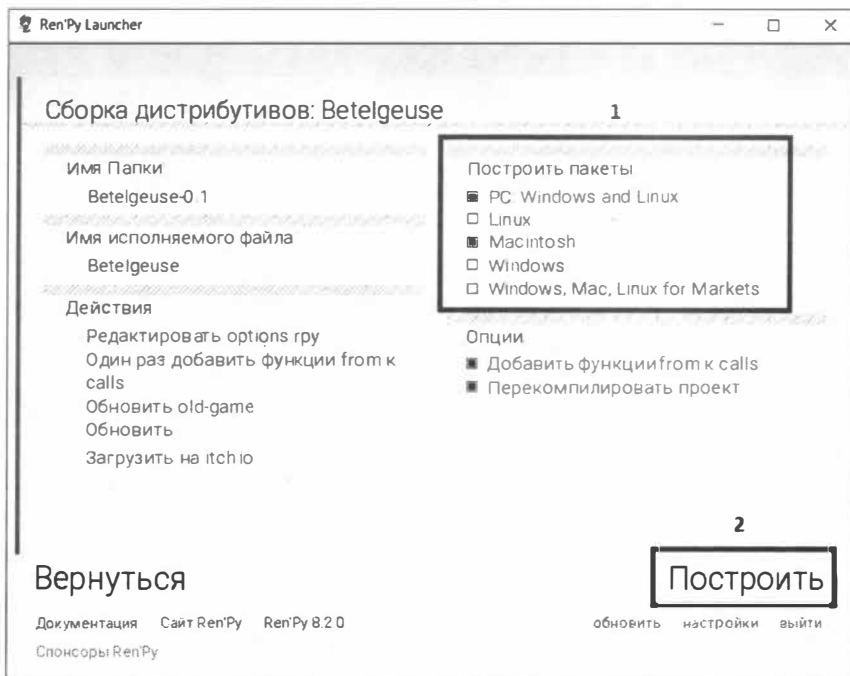 Ren'Py Launcher
Сборка дистрибутивов: Betelgeuse
1
Имя Папки
Betelgeuse-0.1
Имя исполняемого файла
Betelgeuse
Действия
Редактировать options.rpy
Один раз добавить функции from к
calls
Обновить old-game
Обновить
Загрузить на itch.io
Построить пакеты
PC: Windows and Linux
Linux
Macintosh
Windows
Windows, Mac, Linux for Markets
Опции
Добавить функции from к calls
Перекомпилировать проект
2
Вернуться
Построить
Документация Сайт Ren'Py Ren'Py 8.2.0
обновить настройки выйти
Спонсоры Ren'Py